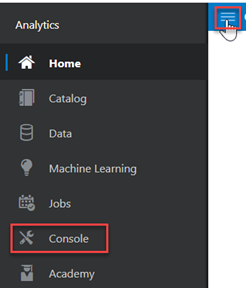 Analytics
Home
Catalog
Data
Machine Learning
Jobs
Console
Academy